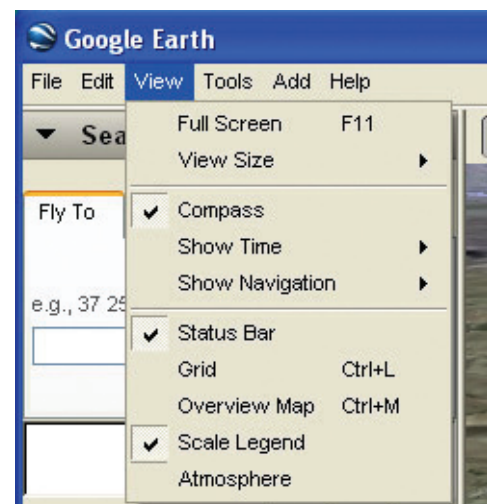 Google Earth
File Edit View Tools Add Help
Sea
Full Screen F11
View Size
Fly To
Compass
Show Time
Show Navigation
e.g., 37 25
Status Bar
Grid Ctrl+L
Overview Map Ctrl+M
Scale Legend
Atmosphere